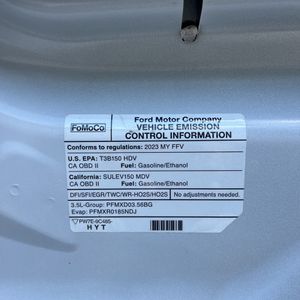 FoMoCo
Ford Motor Company
VEHICLE EMISSION
CONTROL INFORMATION
Conforms to regulations: 2023 MY FFV
U.S. EPA: T3B150 HDV
CA OBD II Fuel: Gasoline/Ethanol
California: SULEV150 MDV
CA OBD II Fuel: Gasoline/Ethanol
DFI/SFI/EGR/TWC/WR-HO2S/HO2S No adjustments needed.
3.5L-Group: PFMXD03.56BG
Evap: PFMXR0185NDJ
PW7E-9C485-
HYT